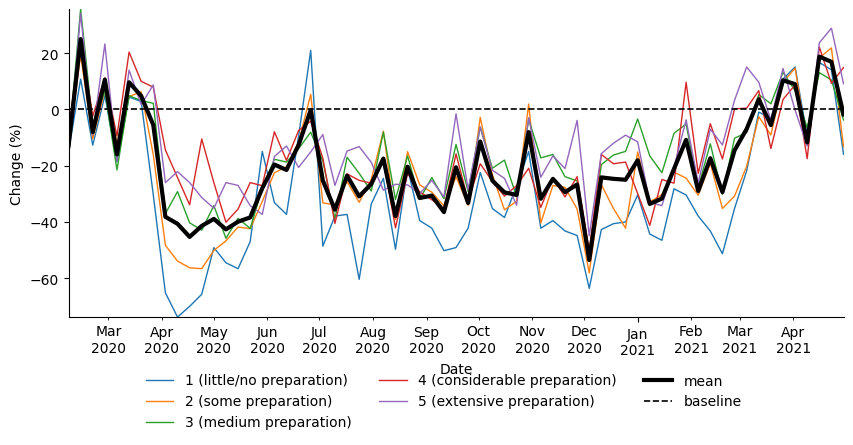 20
0
−20
−40
−60
Change (%)
Mar Apr May Jun Jul Aug Sep Oct Nov Dec Jan Feb Mar Apr
2020 2020 2020 2020 2020 2020 2020 2020 2020 2020 2021 2021 2021 2021
Date
1 (little/no preparation) 4 (considerable preparation) mean
2 (some preparation) 5 (extensive preparation) baseline
3 (medium preparation)